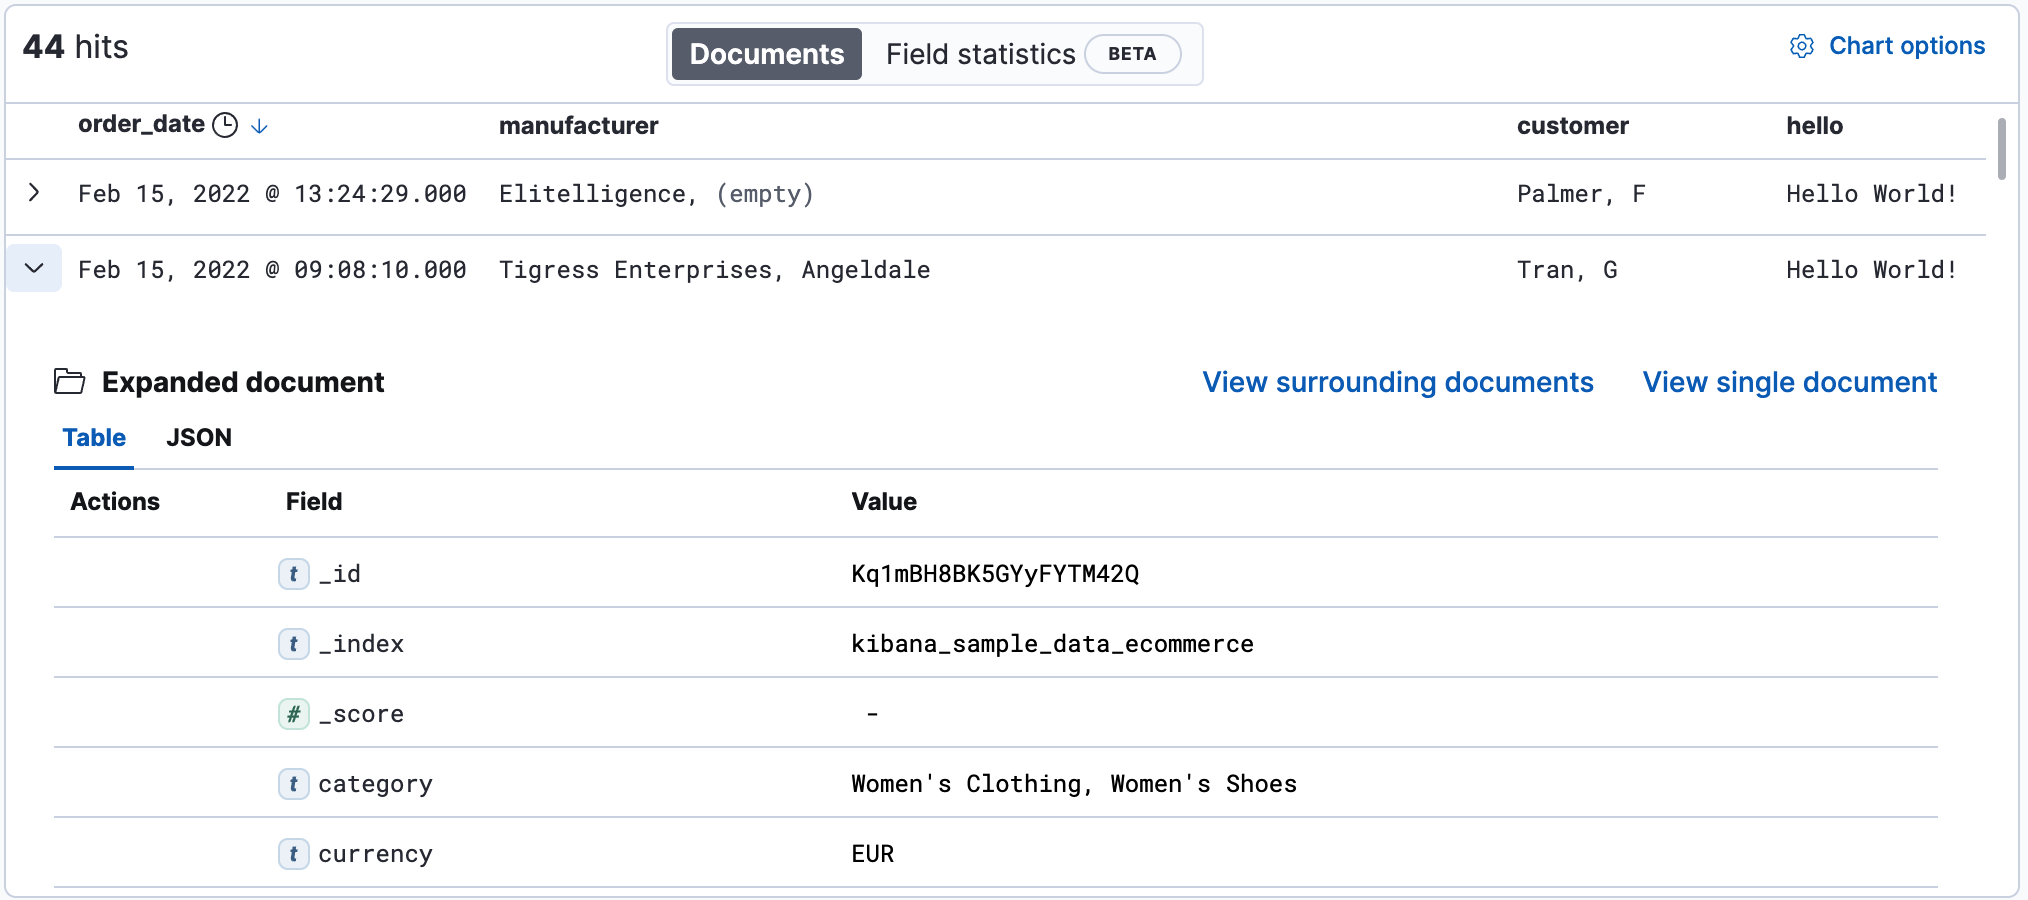 44 hits
Documents Field statistics BETA
Chart options
order_date manufacturer customer hello
Feb 15, 2022 @ 13:24:29.000 Elitelligence, (empty) Palmer, F Hello World!
Feb 15, 2022 @ 09:08:10.000 Tigress Enterprises, Angeldale Tran, G Hello World!
Expanded document View surrounding documents View single document
Table JSON
Actions Field Value
t _id Kq1mBH8BK5GYyFYTM42Q
t _index kibana_sample_data_ecommerce
# _score -
t category Women's Clothing, Women's Shoes
t currency EUR